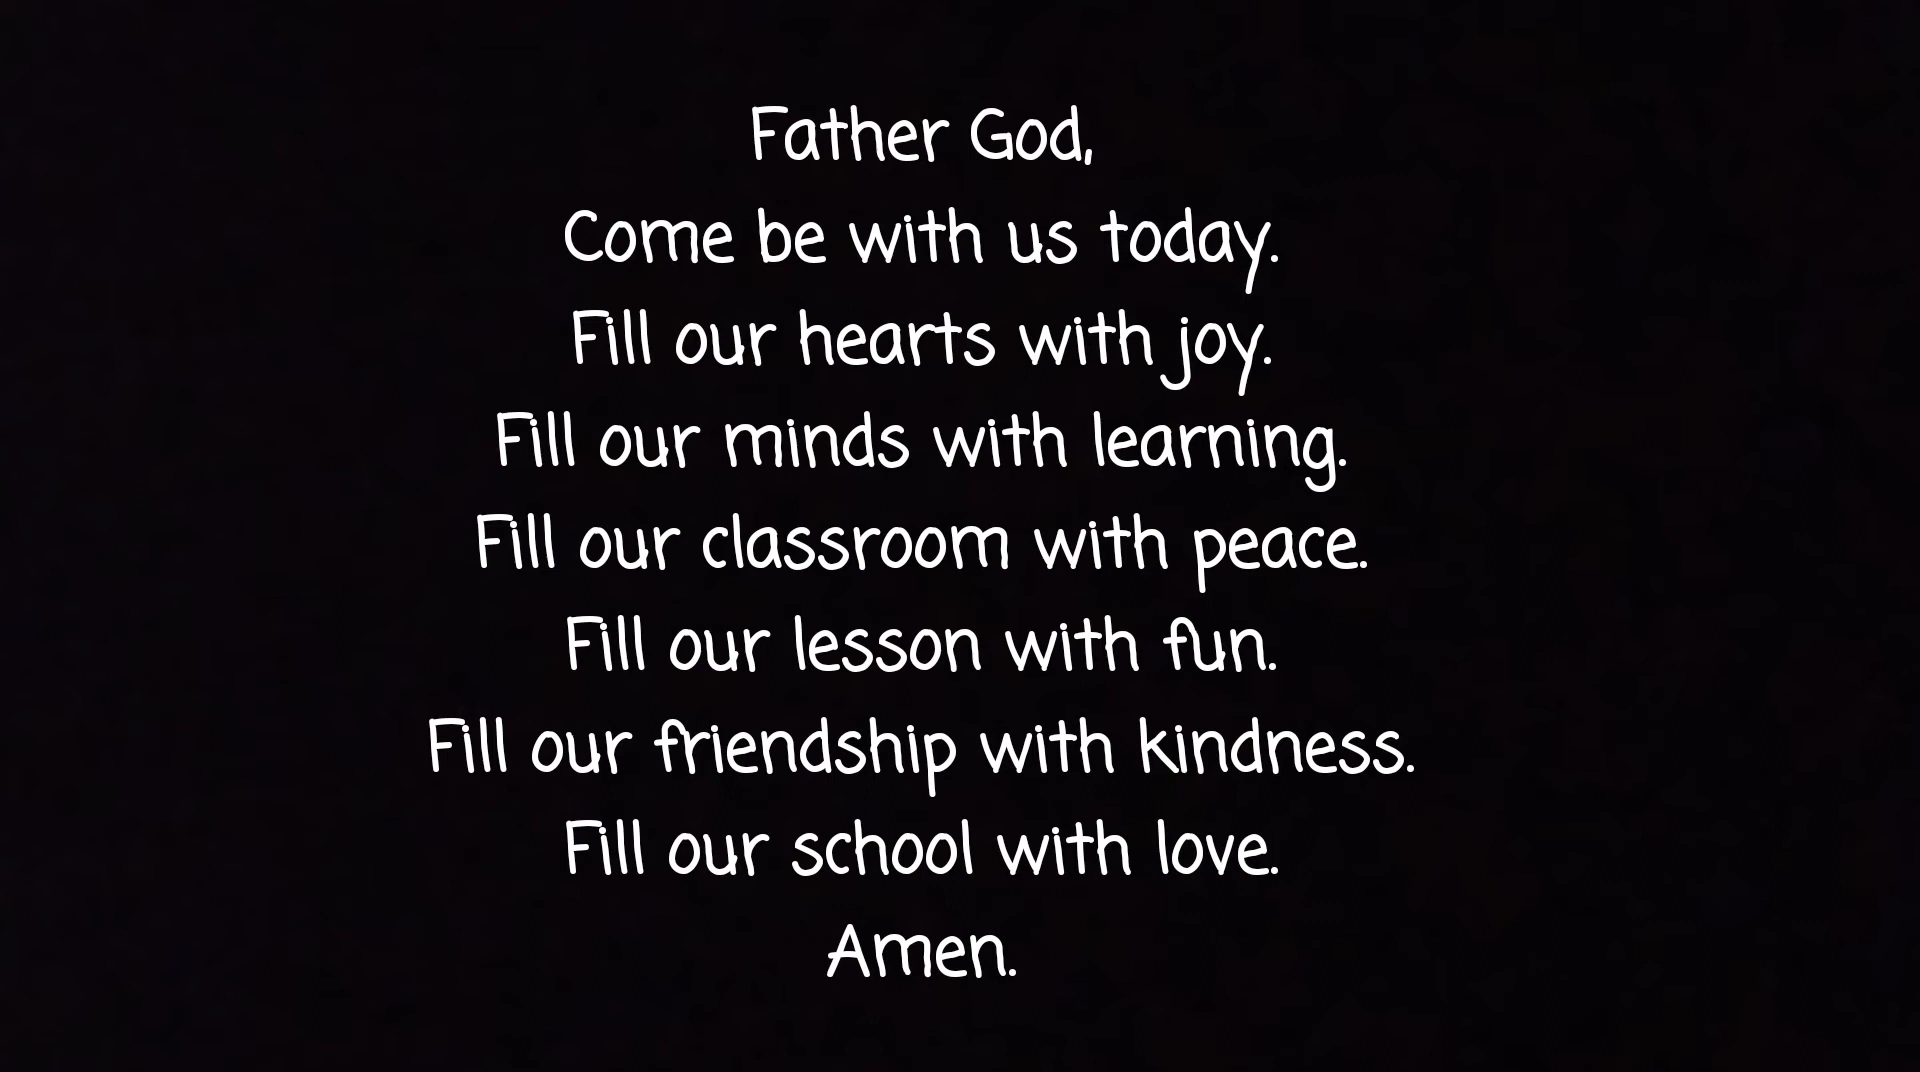 Father God,
Come be with us today.
Fill our hearts with joy.
Fill our minds with learning.
Fill our classroom with peace.
Fill our lesson with fun.
Fill our friendship with kindness.
Fill our school with love.
Amen.